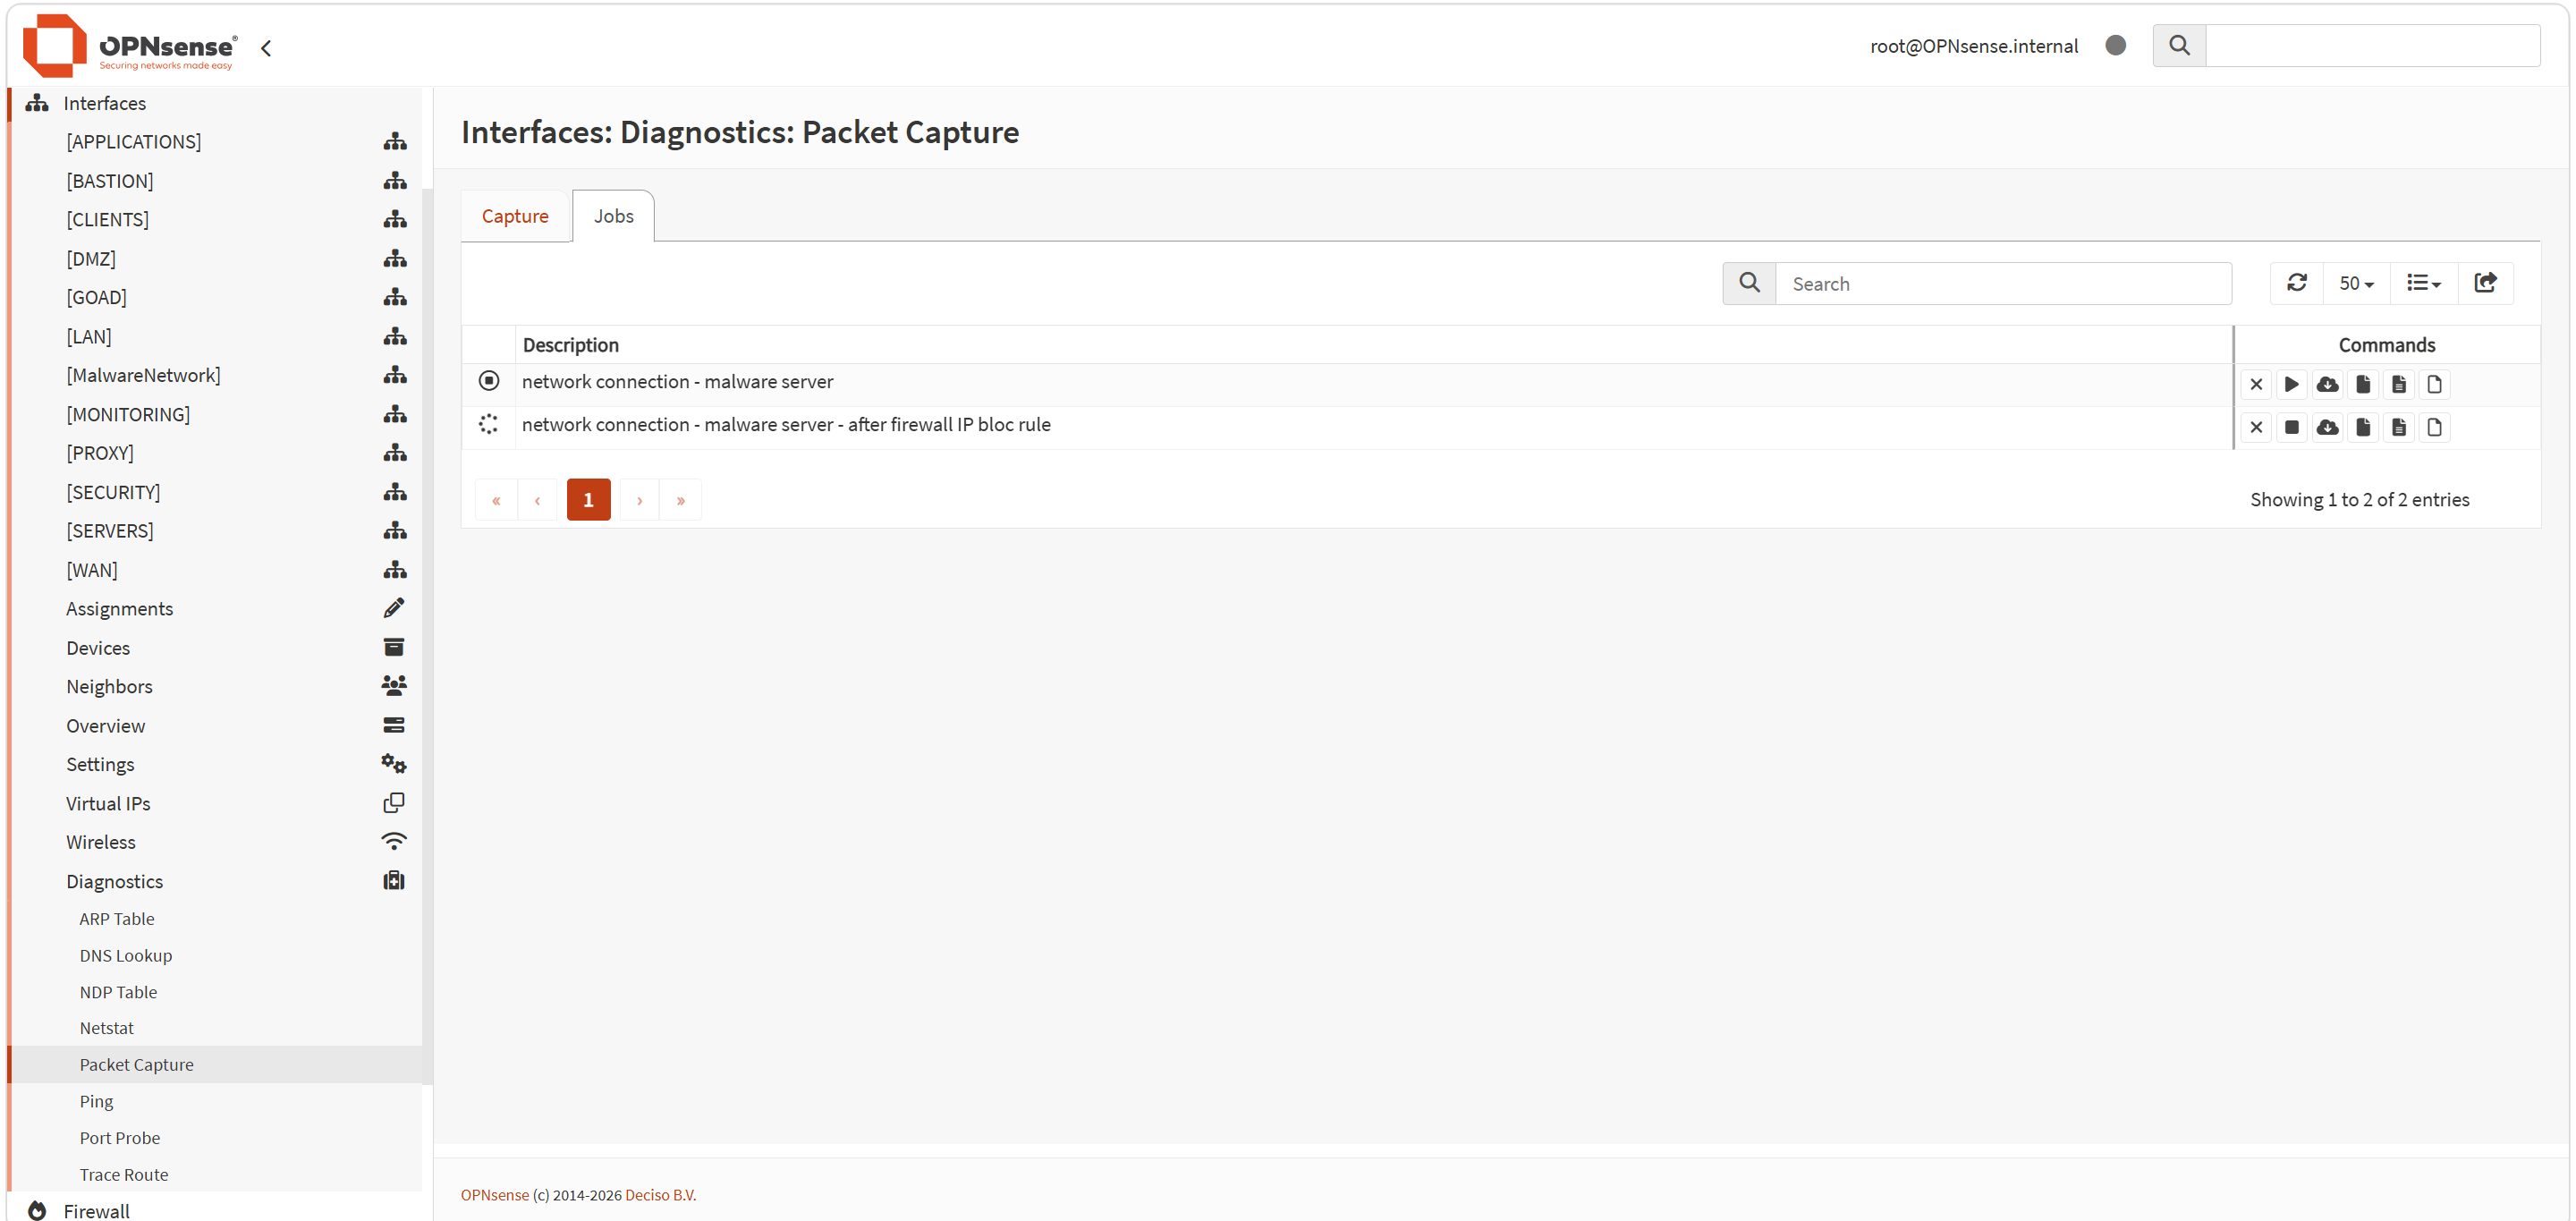 OPNsense®
Securing networks made easy
root@OPNsense.internal
Interfaces
[APPLICATIONS]
[BASTION]
[CLIENTS]
[DMZ]
[GOAD]
[LAN]
[MalwareNetwork]
[MONITORING]
[PROXY]
[SECURITY]
[SERVERS]
[WAN]
Assignments
Devices
Neighbors
Overview
Settings
Virtual IPs
Wireless
Diagnostics
ARP Table
DNS Lookup
NDP Table
Netstat
Packet Capture
Ping
Port Probe
Trace Route
Firewall
Interfaces: Diagnostics: Packet Capture
Capture Jobs
Search 50
Description Commands
network connection - malware server
network connection - malware server - after firewall IP bloc rule
« ‹ 1 › » Showing 1 to 2 of 2 entries
OPNsense (c) 2014-2026 Deciso B.V.